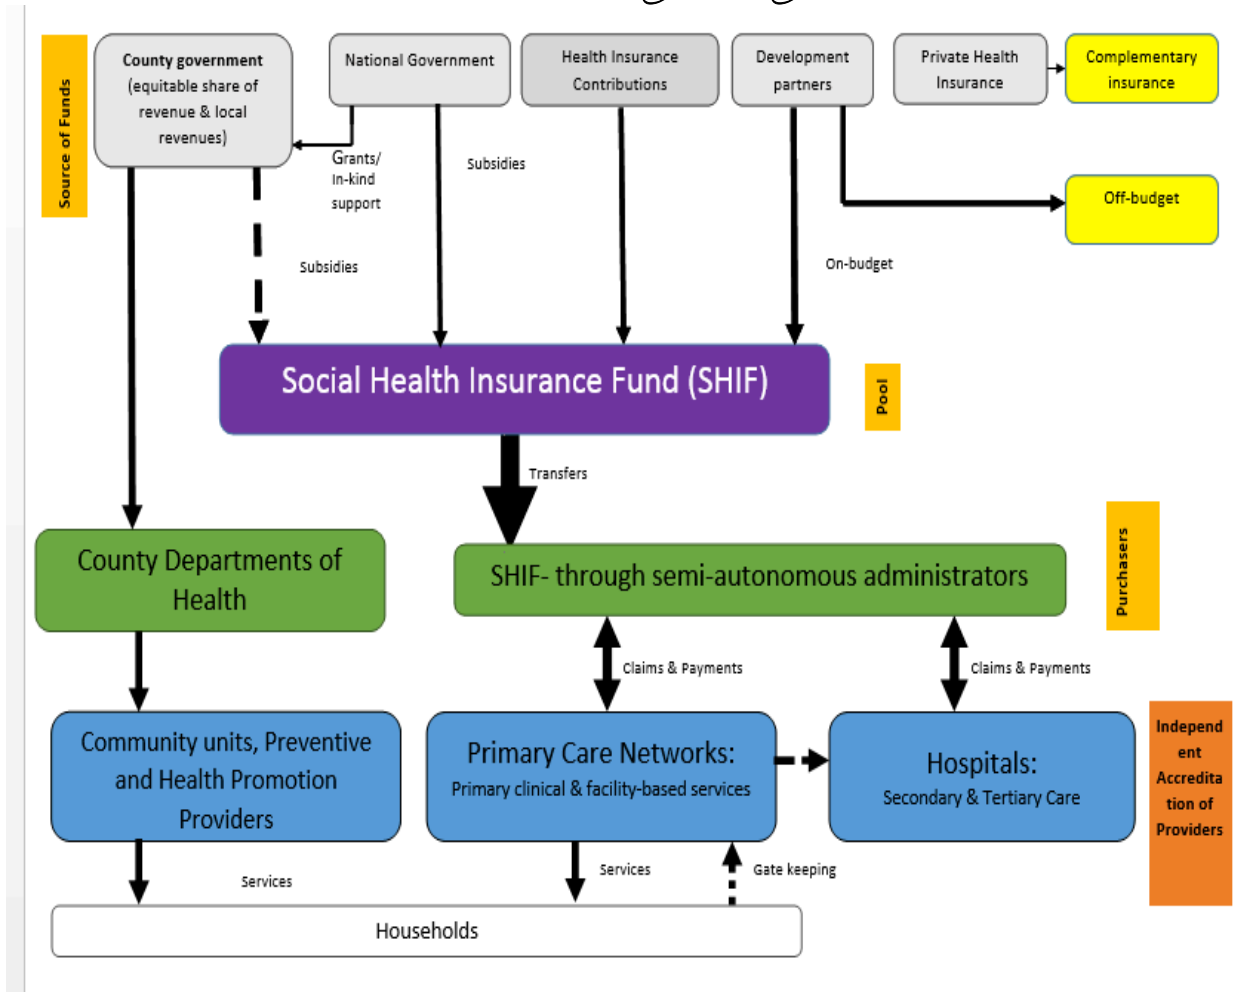 Source of Funds
County government
(equitable share of
revenue & local
revenues)
National Government
Health Insurance
Contributions
Development
partners
Private Health
Insurance
Complementary
insurance
Grants/
In-kind
support
Subsidies
Off-budget
Subsidies
On-budget
Social Health Insurance Fund (SHIF)
Pool
Transfers
County Departments of
Health
SHIF- through semi-autonomous administrators
Purchasers
Claims & Payments
Claims & Payments
Community units, Preventive
and Health Promotion
Providers
Primary Care Networks:
Primary clinical & facility-based services
Hospitals:
Secondary & Tertiary Care
Independ
ent
Accredita
tion of
Providers
Services
Services
Gate keeping
Households